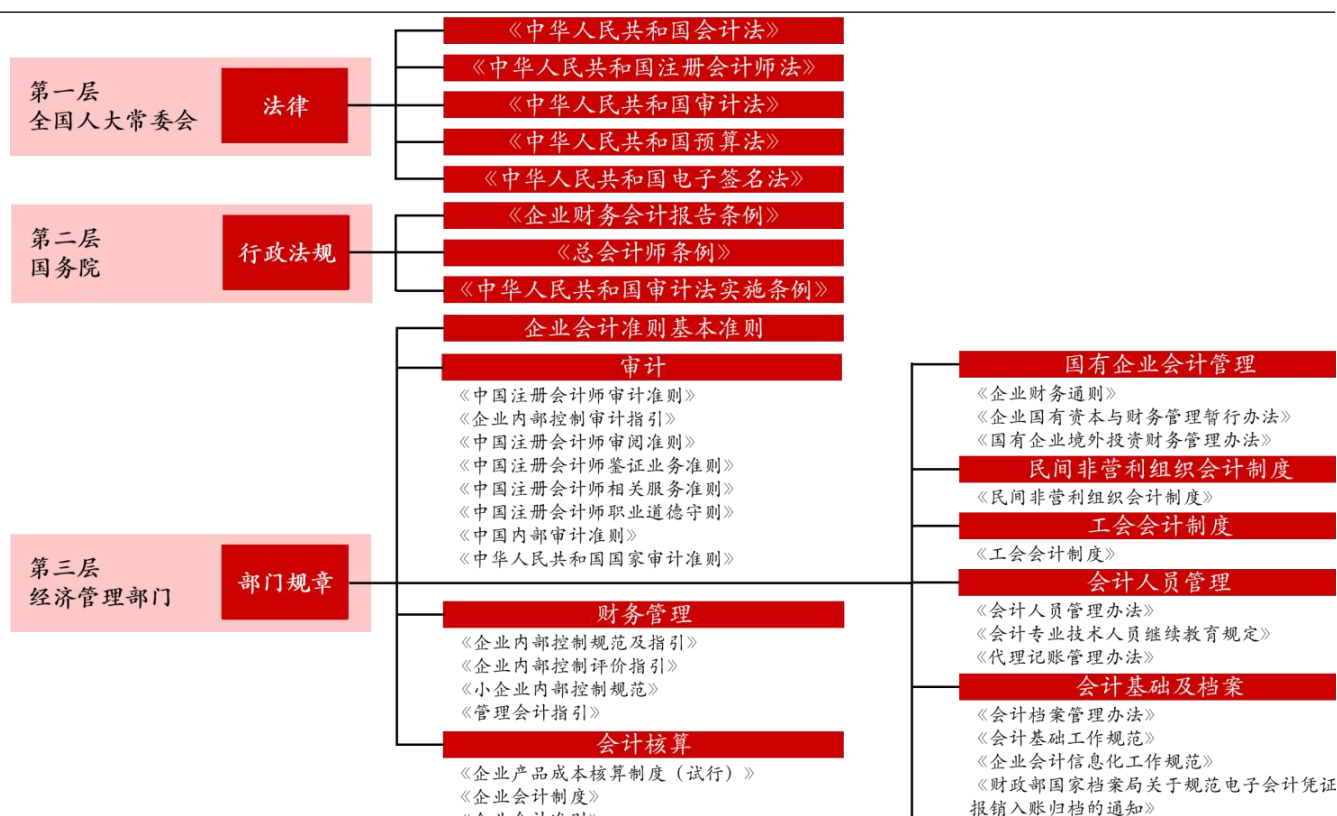 第一层
全国人大常委会
法律
《中华人民共和国会计法》
《中华人民共和国注册会计师法》
《中华人民共和国审计法》
《中华人民共和国预算法》
《中华人民共和国电子签名法》
第二层
国务院
行政法规
《企业财务会计报告条例》
《总会计师条例》
《中华人民共和国审计法实施条例》
第三层
经济管理部门
部门规章
企业会计准则基本准则
审计
《中国注册会计师审计准则》
《企业内部控制审计指引》
《中国注册会计师审阅准则》
《中国注册会计师鉴证业务准则》
《中国注册会计师相关服务准则》
《中国注册会计师职业道德守则》
《中国内部审计准则》
《中华人民共和国国家审计准则》
财务管理
《企业内部控制规范及指引》
《企业内部控制评价指引》
《小企业内部控制规范》
《管理会计指引》
会计核算
《企业产品成本核算制度（试行）》
《企业会计制度》
《企业会计准则》
国有企业会计管理
《企业财务通则》
《企业国有资本与财务管理暂行办法》
《国有企业境外投资财务管理办法》
民间非营利组织会计制度
《民间非营利组织会计制度》
工会会计制度
《工会会计制度》
会计人员管理
《会计人员管理办法》
《会计专业技术人员继续教育规定》
《代理记账管理办法》
会计基础及档案
《会计档案管理办法》
《会计基础工作规范》
《企业会计信息化工作规范》
《财政部国家档案局关于规范电子会计凭证
报销入账归档的通知》